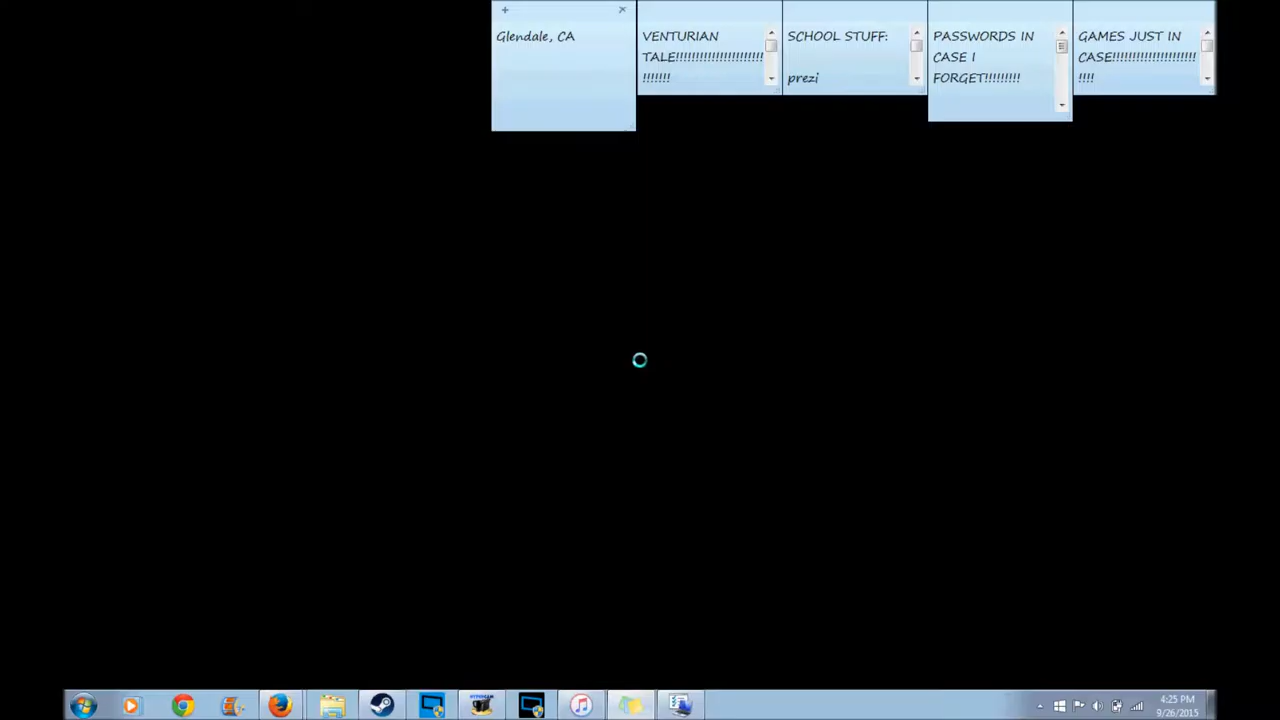 Glendale, CA
VENTURIAN
TALE!!!!!!!!!!!!!!!!!!!!!!
!!!!!!!
SCHOOL STUFF:
prezi
PASSWORDS IN
CASE I
FORGET!!!!!!!!!
GAMES JUST IN
CASE!!!!!!!!!!!!!!!!!!!!!
!!!!
4:25 PM
9/26/2015